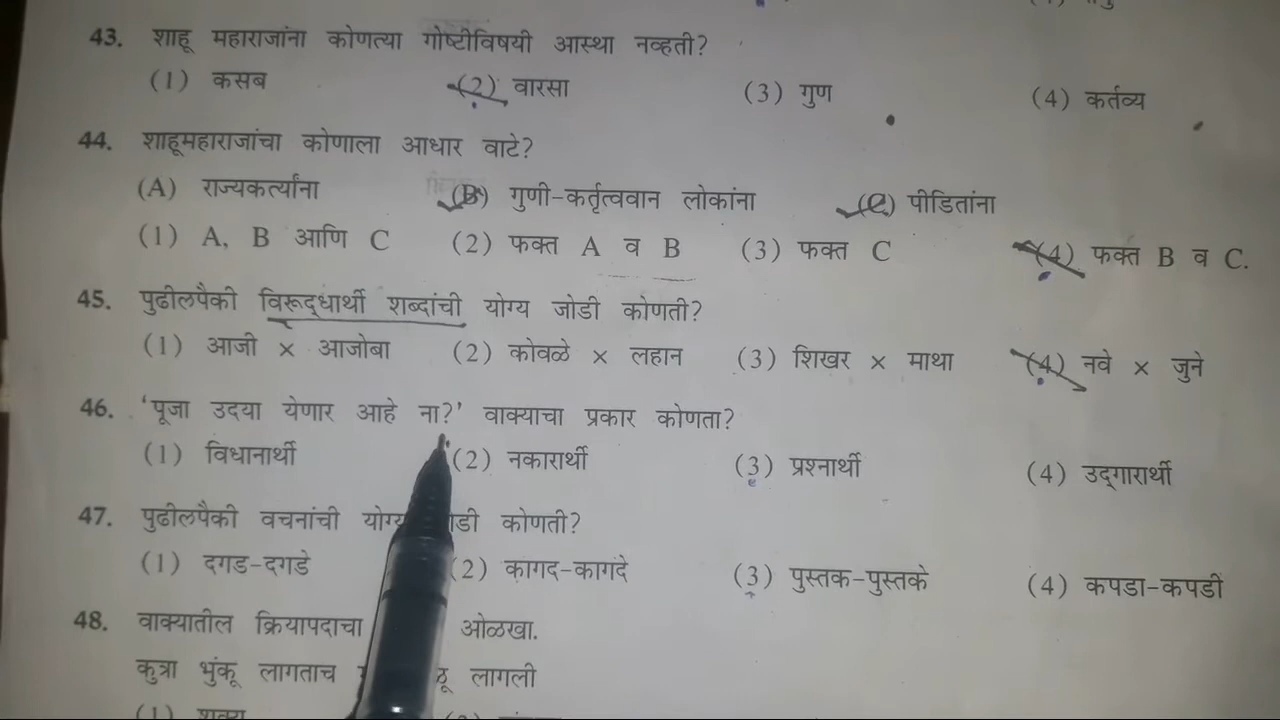 43. शाहू महाराजांना कोणत्या गोष्टीविषयी आस्था नव्हती?
(1) कसब (2) वारसा (3) गुण (4) कर्तव्य
44. शाहूमहाराजांचा कोणाला आधार वाटे?
(A) राज्यकर्त्यांना (B) गुणी-कर्तृत्ववान लोकांना (C) पीडितांना
(1) A, B आणि C (2) फक्त A व B (3) फक्त C (4) फक्त B व C.
45. पुढीलपैकी विरूद्धार्थी शब्दांची योग्य जोडी कोणती?
(1) आजी × आजोबा (2) कोवळे × लहान (3) शिखर × माथा (4) नवे × जुने
46. 'पूजा उदया येणार आहे ना?' वाक्याचा प्रकार कोणता?
(1) विधानार्थी (2) नकारार्थी (3) प्रश्नार्थी (4) उद्‌गारार्थी
47. पुढीलपैकी वचनांची कोणती?
(1) दगड-दगडे (2) कागद-कागदे (3) पुस्तक-पुस्तके (4) कपडा-कपडी
48. वाक्यातील क्रियापदाचा ओळखा.
कुत्रा भुंकू लागताच लागली